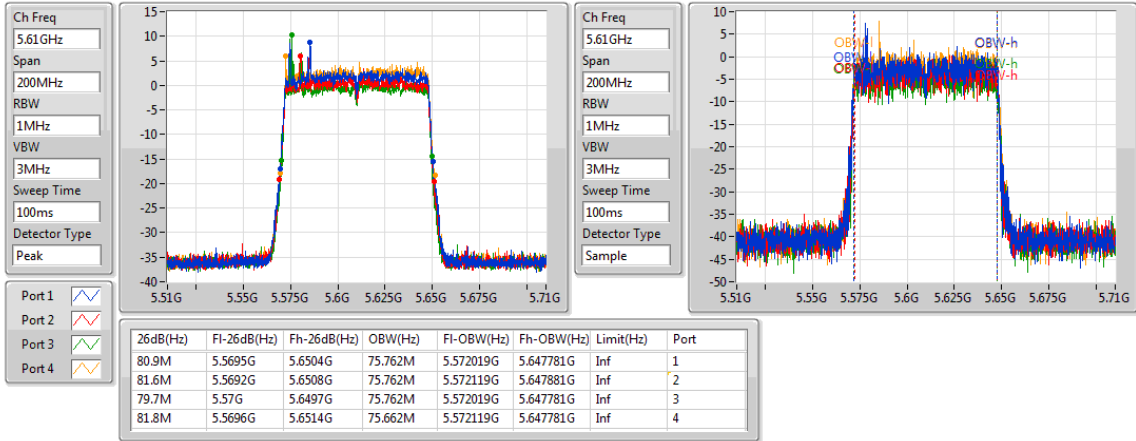 Ch Freq
5.61GHz
Span
200MHz
RBW
1MHz
VBW
3MHz
Sweep Time
100ms
Detector Type
Peak
15
10
5
0
-5
-10
-15
-20
-25
-30
-35
-40
5.51G 5.55G 5.575G 5.6G 5.625G 5.65G 5.71G
Ch Freq
5.61GHz
Span
200MHz
RBW
1MHz
VBW
3MHz
Sweep Time
100ms
Detector Type
Sample
10
5
0
-5
-10
-15
-20
-25
-30
-35
-40
-45
-50
OBW-h
OBW-h
OBW-h
5.51G 5.55G 5.575G 5.6G 5.625G 5.65G 5.71G
Port 1
Port 2
Port 3
Port 4
26dB(Hz) Fl-26dB(Hz) Fh-26dB(Hz) OBW(Hz) Fl-OBW(Hz) Fh-OBW(Hz) Limit(Hz) Port
80.9M 5.5695G 5.6504G 75.762M 5.572019G 5.647781G Inf 1
81.6M 5.5692G 5.6508G 75.762M 5.572119G 5.647881G Inf 2
79.7M 5.57G 5.6497G 75.762M 5.572019G 5.647781G Inf 3
81.8M 5.5696G 5.6514G 75.662M 5.572119G 5.647781G Inf 4